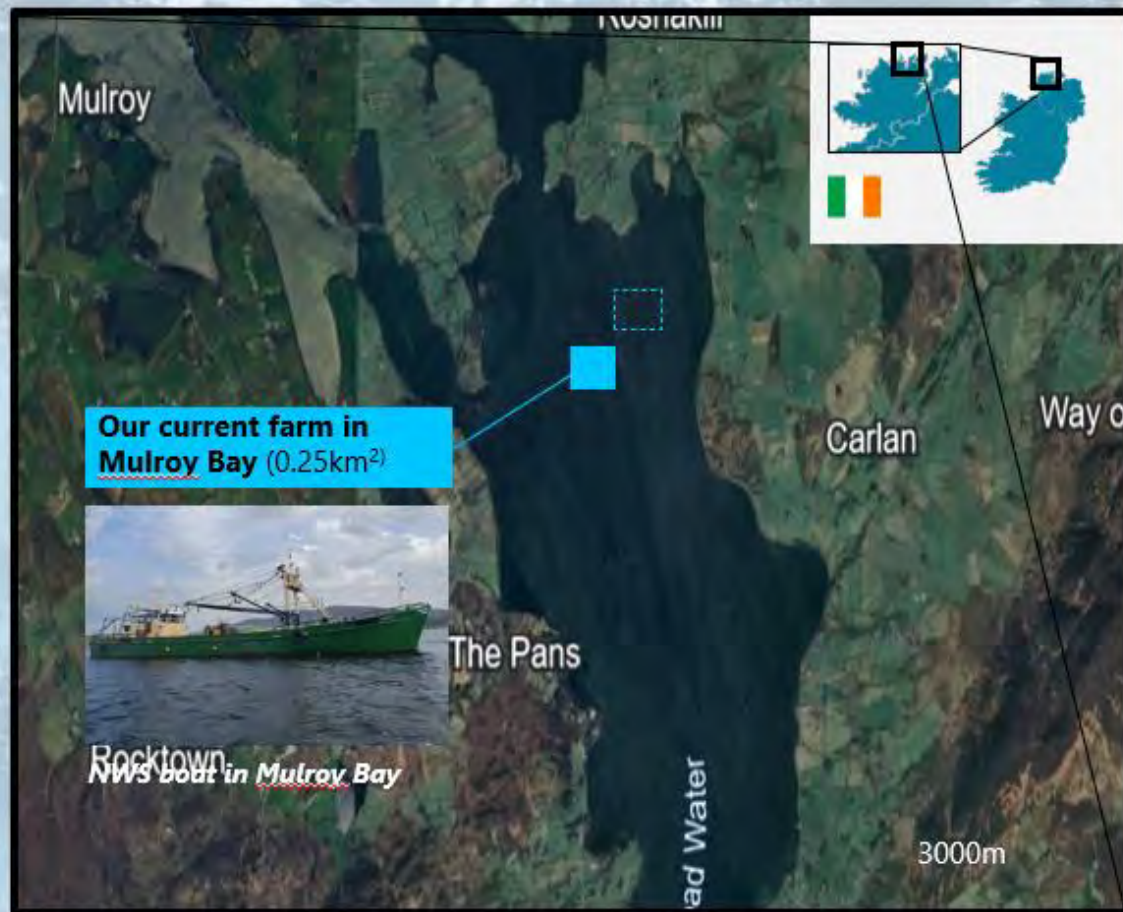 Mulroy
Our current farm in
Mulroy Bay (0.25km²⁾
Carlan
Way o
The Pans
Rocktown
NWS boat in Mulroy Bay
ad Water
3000m